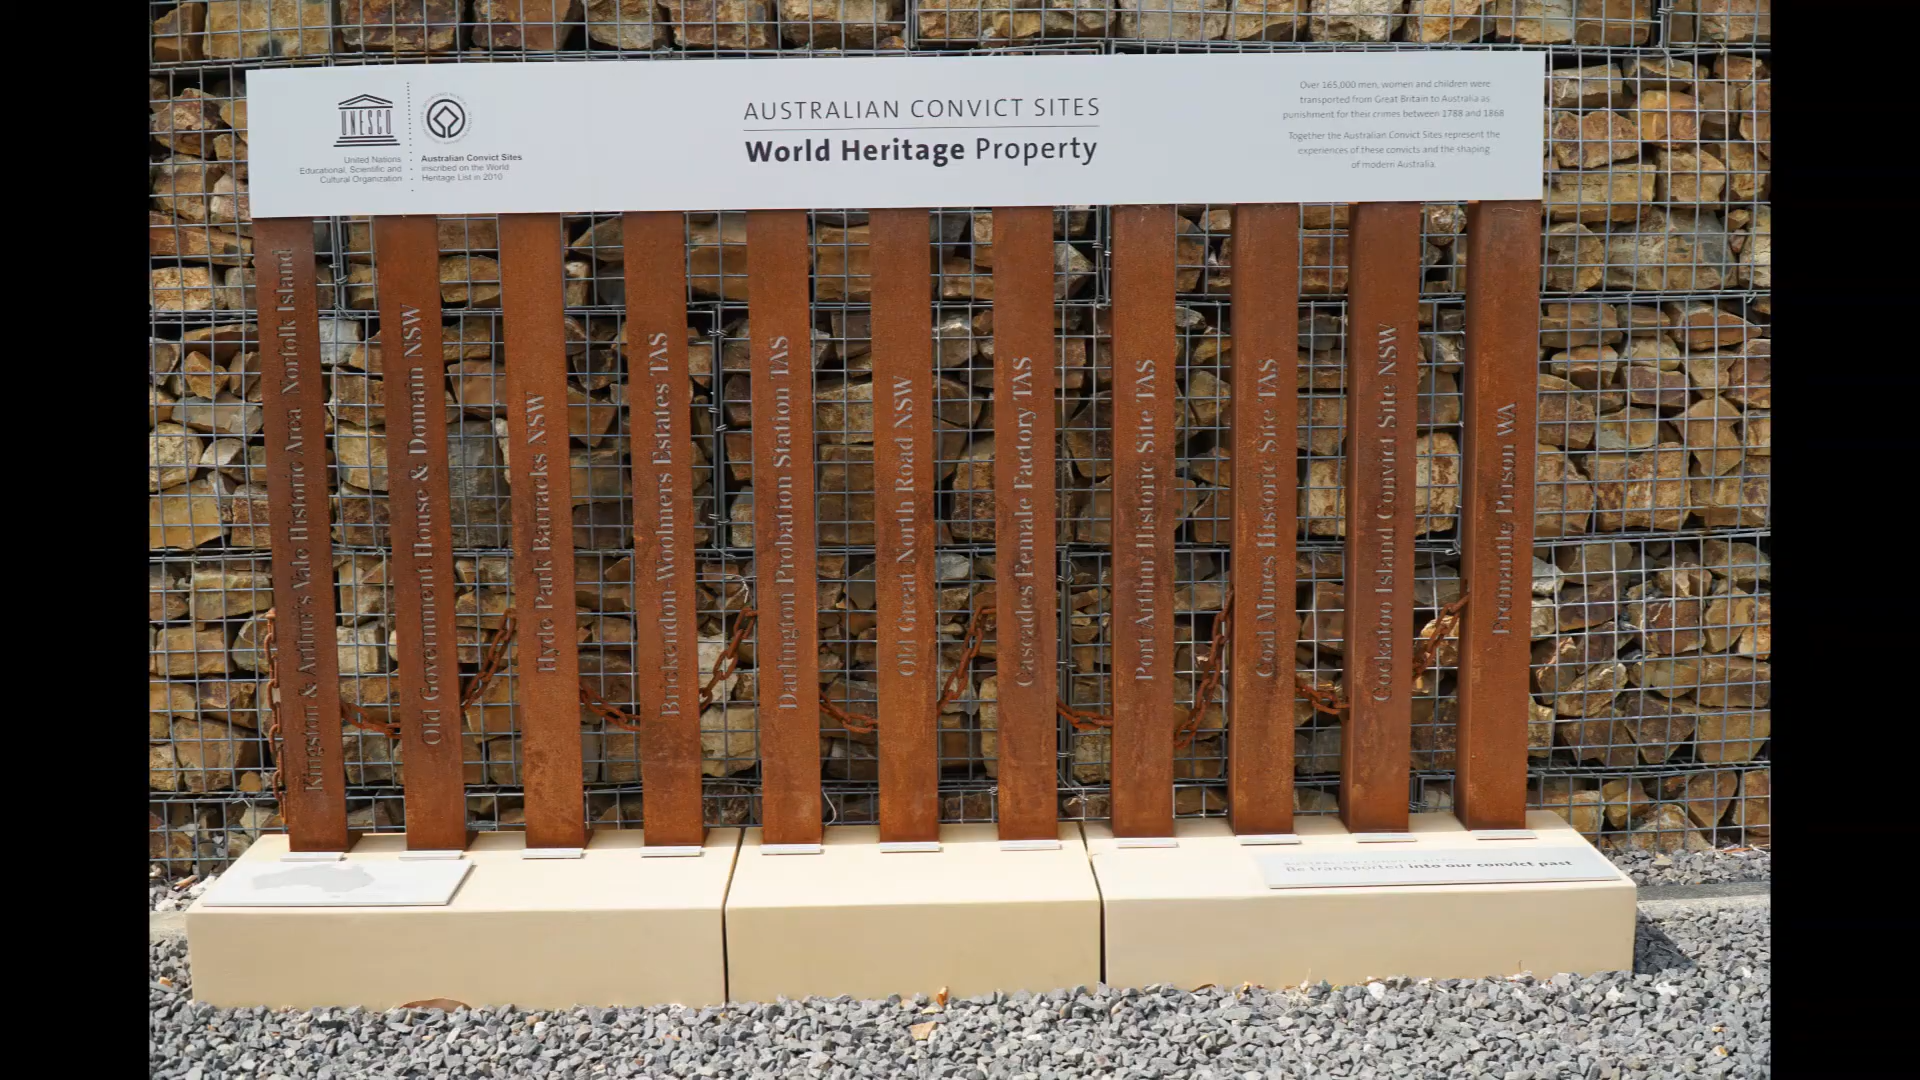 UNESCO
United Nations
Educational, Scientific and
Cultural Organization
Australian Convict Sites
inscribed on the World
Heritage List in 2010
AUSTRALIAN CONVICT SITES
World Heritage Property
Over 165,000 men, women and children were
transported from Great Britain to Australia as
punishment for their crimes between 1788 and 1868
Together the Australian Convict Sites represent the
experiences of these convicts and the shaping
of modern Australia.
Kingston & Arthur's Vale Historic Area Norfolk Island
Old Government House & Domain NSW
Hyde Park Barracks NSW
Brickendon-Woolmers Estates TAS
Darlington Probation Station TAS
Old Great North Road NSW
Cascades Female Factory TAS
Port Arthur Historic Site TAS
Coal Mines Historic Site TAS
Cockatoo Island Convict Site NSW
Fremantle Prison WA
Be transported into our convict past